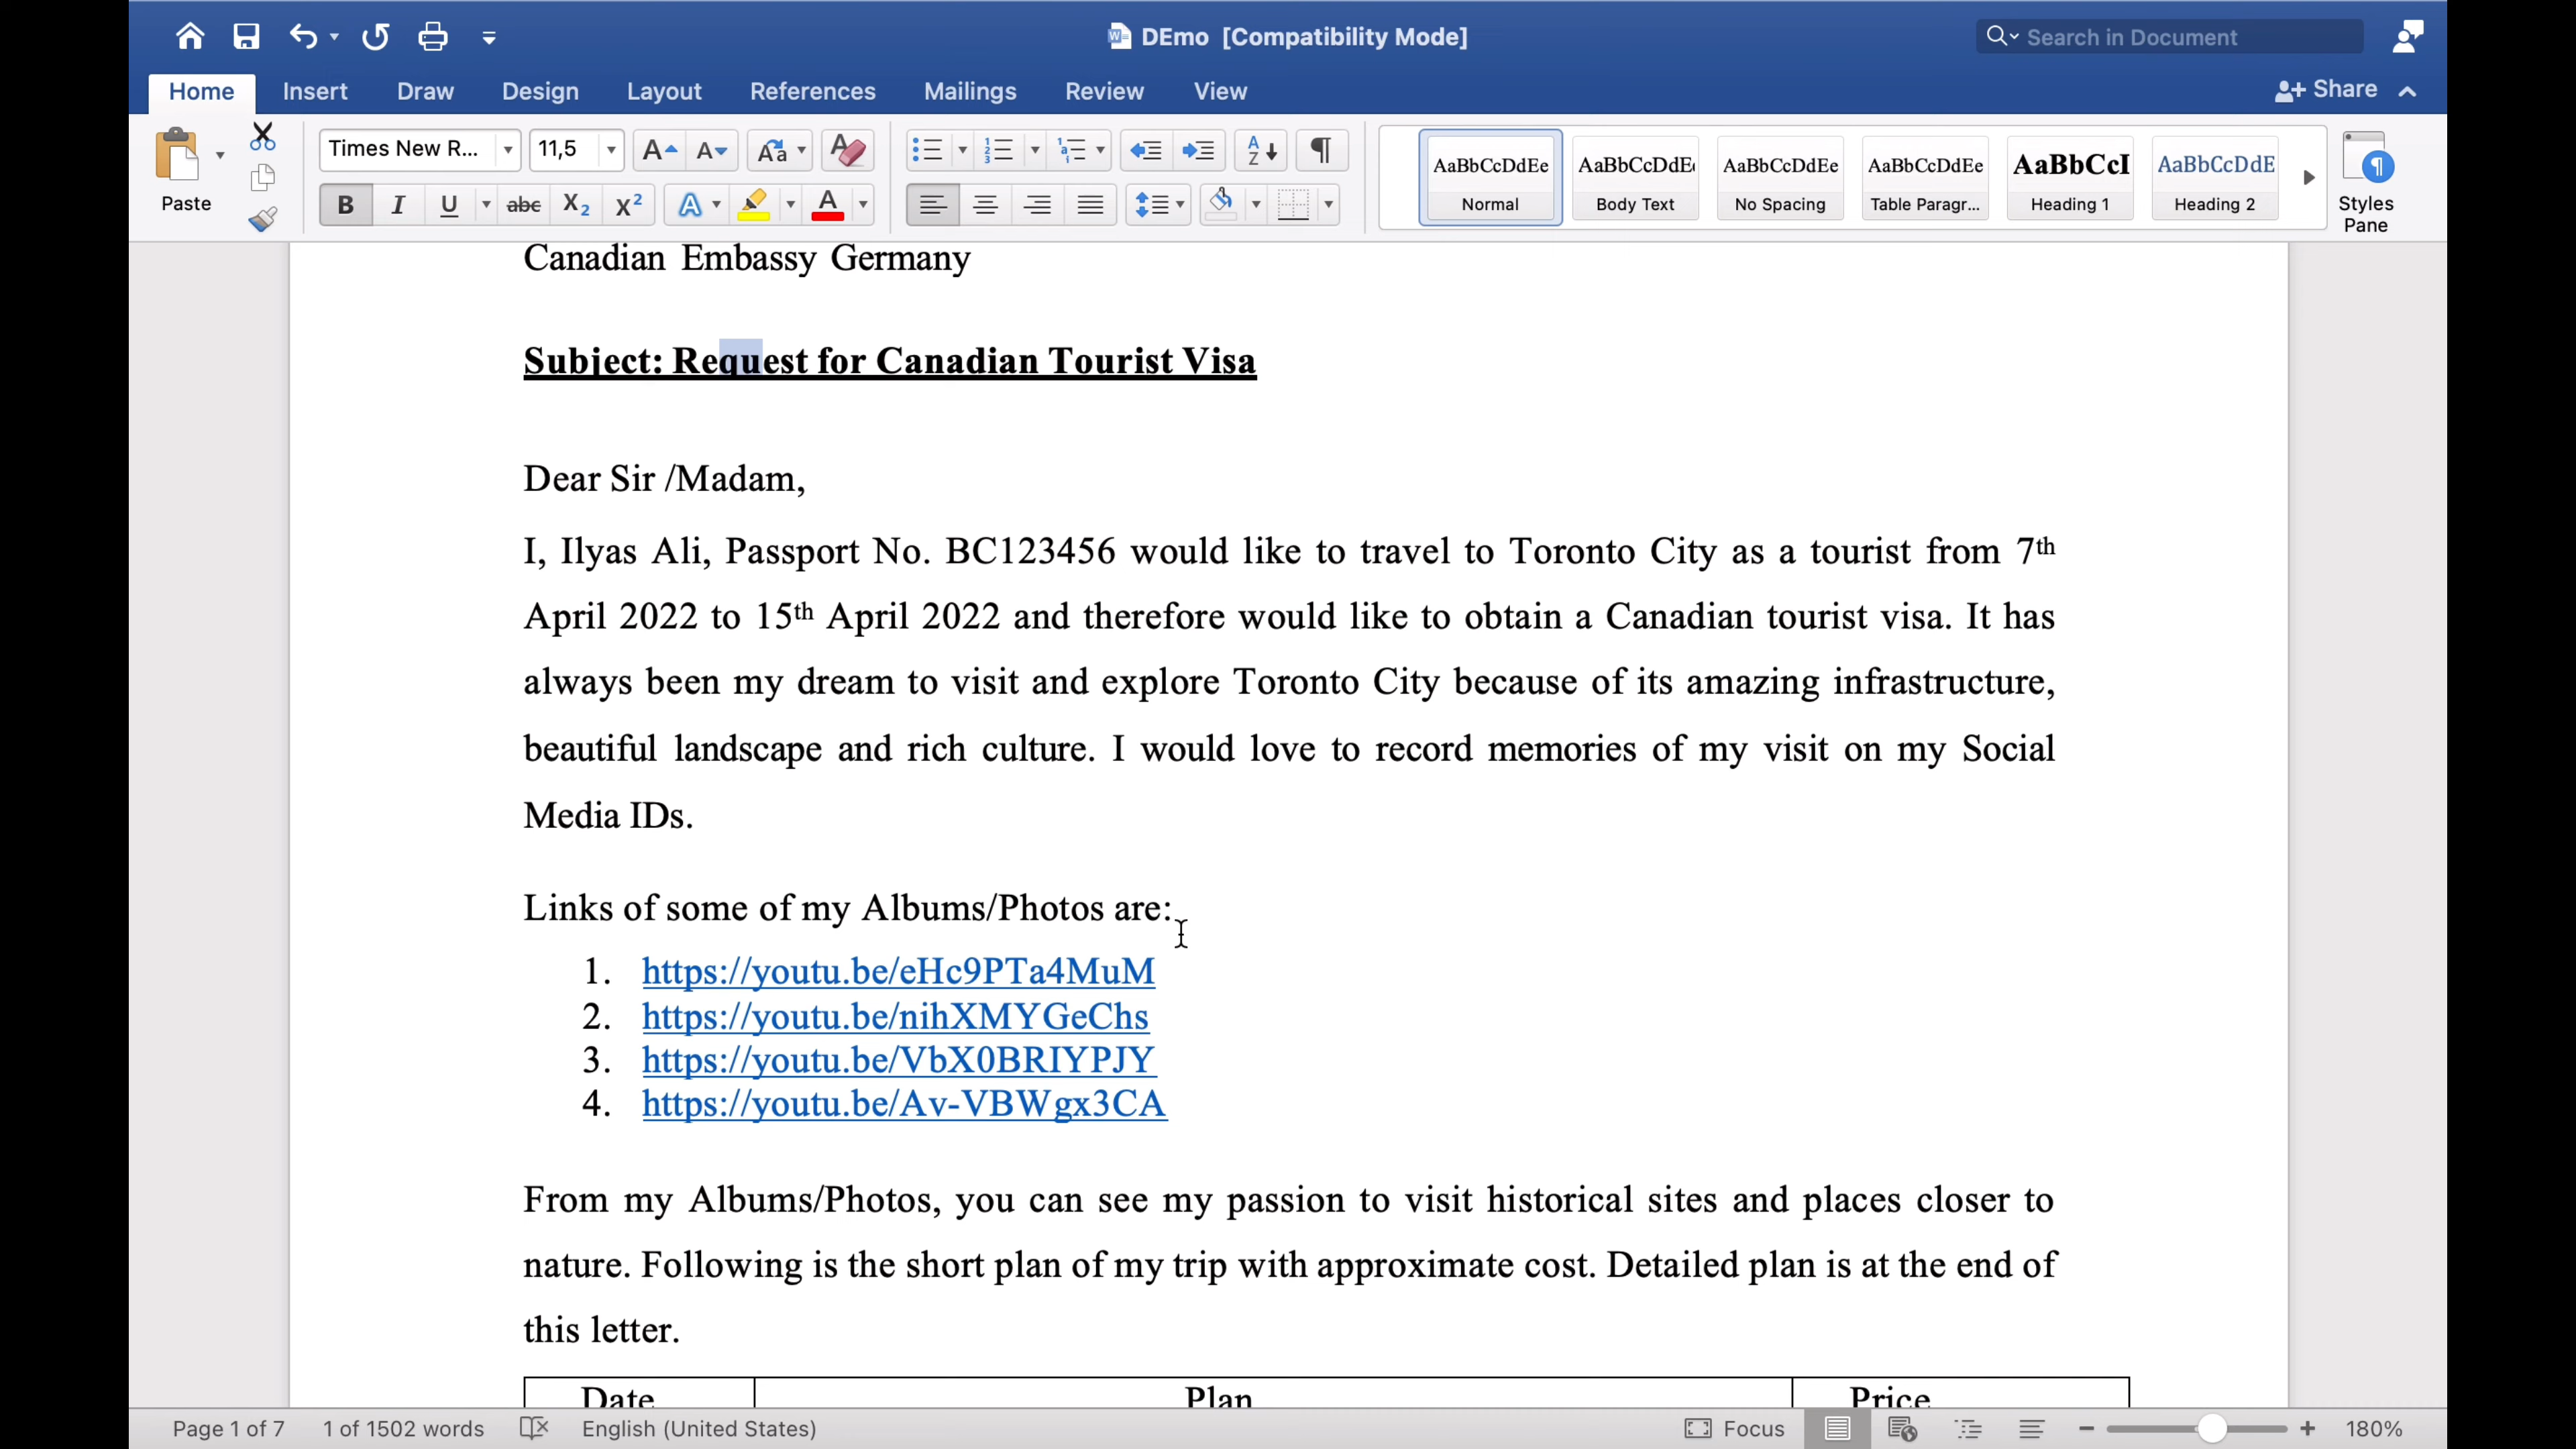 DEmo [Compatibility Mode]
Search in Document
Home Insert Draw Design Layout References Mailings Review View
Share
Times New R... 11,5
Paste
AaBbCcDdEe AaBbCcDdE AaBbCcDdEe AaBbCcDdEe AaBbCcI AaBbCcDdE
Normal Body Text No Spacing Table Paragr... Heading 1 Heading 2
Styles
Pane
Canadian Embassy Germany
Subject: Request for Canadian Tourist Visa
Dear Sir /Madam,
I, Ilyas Ali, Passport No. BC123456 would like to travel to Toronto City as a tourist from 7th
April 2022 to 15th April 2022 and therefore would like to obtain a Canadian tourist visa. It has
always been my dream to visit and explore Toronto City because of its amazing infrastructure,
beautiful landscape and rich culture. I would love to record memories of my visit on my Social
Media IDs.
Links of some of my Albums/Photos are:
1. https://youtu.be/eHc9PTa4MuM
2. https://youtu.be/nihXMYGeChs
3. https://youtu.be/VbX0BRIYPJY
4. https://youtu.be/Av-VBWgx3CA
From my Albums/Photos, you can see my passion to visit historical sites and places closer to
nature. Following is the short plan of my trip with approximate cost. Detailed plan is at the end of
this letter.
Date Plan Price
Page 1 of 7 1 of 1502 words English (United States) Focus 180%